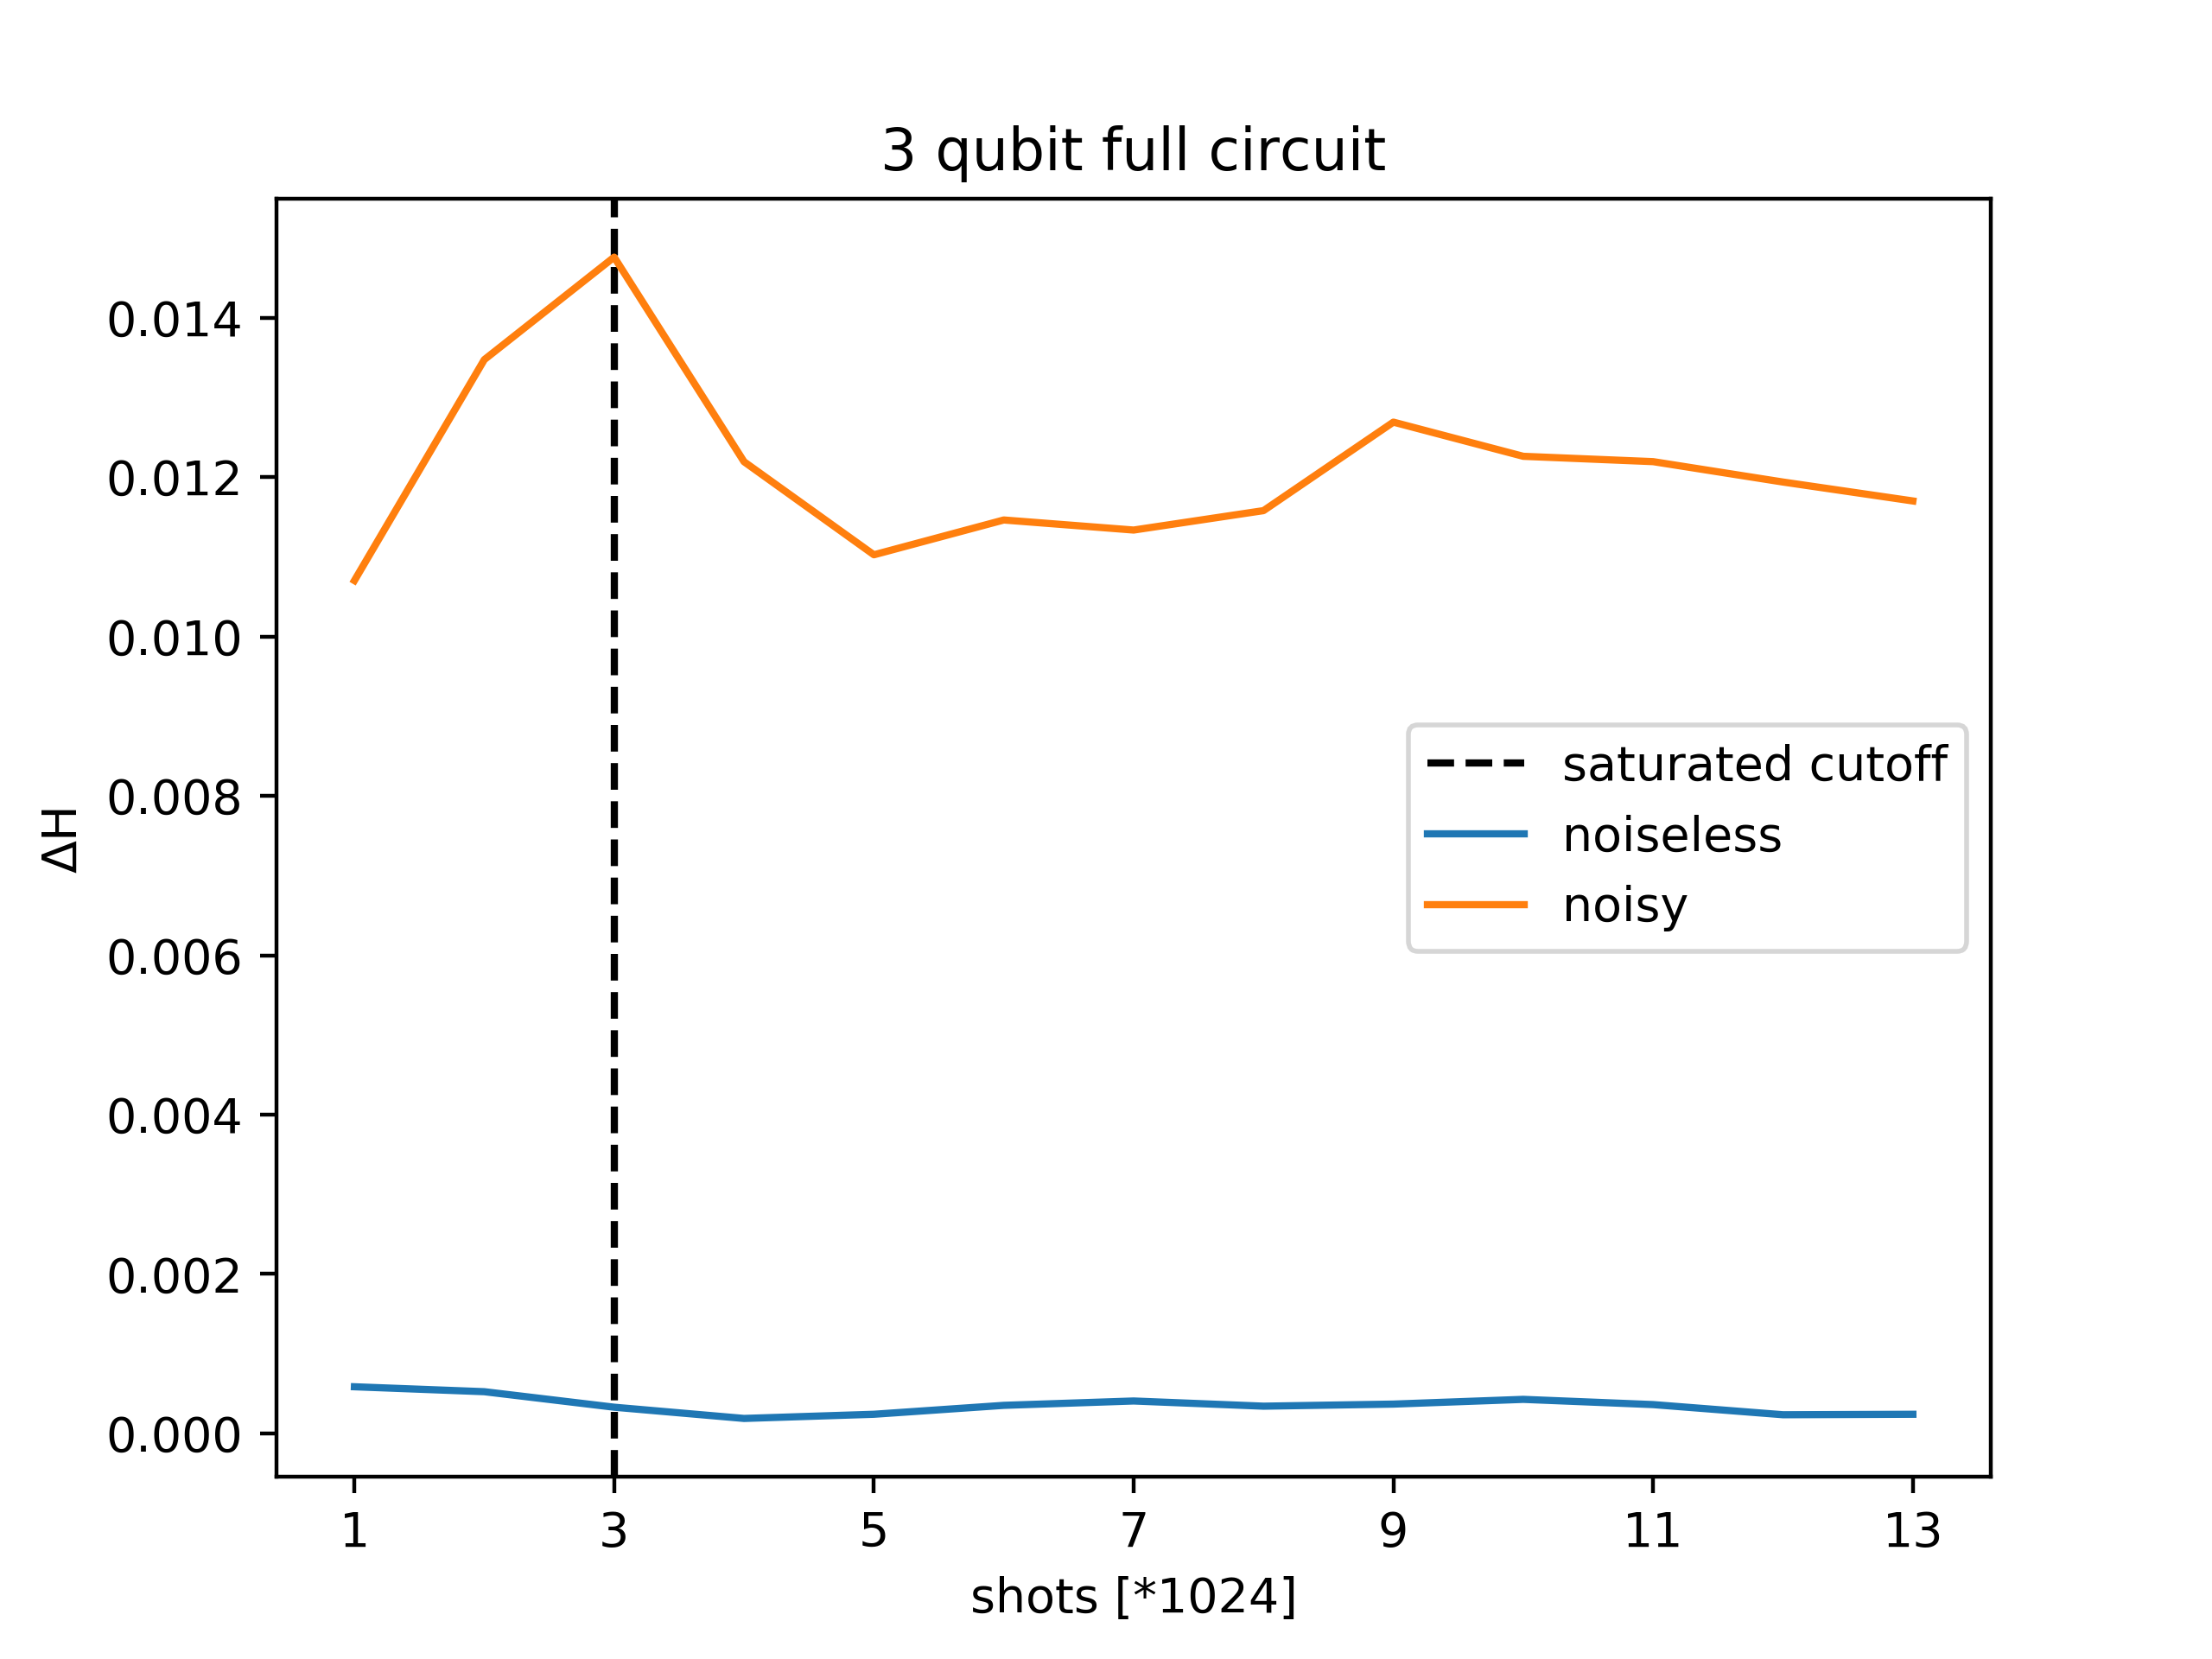 3 qubit full circuit
0.014
0.012
0.010
0.008
0.006
0.004
0.002
0.000
ΔH
saturated cutoff
noiseless
noisy
1 3 5 7 9 11 13
shots [*1024]